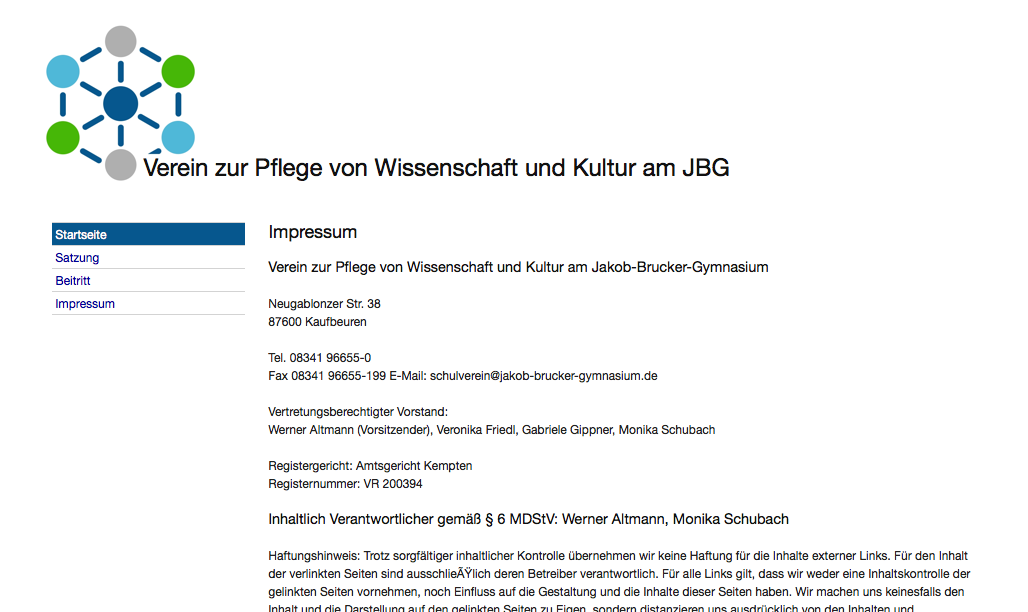 Verein zur Pflege von Wissenschaft und Kultur am JBG
Startseite
Satzung
Beitritt
Impressum
Impressum
Verein zur Pflege von Wissenschaft und Kultur am Jakob-Brucker-Gymnasium
Neugablonzer Str. 38
87600 Kaufbeuren
Tel. 08341 96655-0
Fax 08341 96655-199 E-Mail: schulverein@jakob-brucker-gymnasium.de
Vertretungsberechtigter Vorstand:
Werner Altmann (Vorsitzender), Veronika Friedl, Gabriele Gippner, Monika Schubach
Registergericht: Amtsgericht Kempten
Registernummer: VR 200394
Inhaltlich Verantwortlicher gemäß § 6 MDStV: Werner Altmann, Monika Schubach
Haftungshinweis: Trotz sorgfältiger inhaltlicher Kontrolle übernehmen wir keine Haftung für die Inhalte externer Links. Für den Inhalt
der verlinkten Seiten sind ausschlieÃŸlich deren Betreiber verantwortlich. Für alle Links gilt, dass wir weder eine Inhaltskontrolle der
gelinkten Seiten vornehmen, noch Einfluss auf die Gestaltung und die Inhalte dieser Seiten haben. Wir machen uns keinesfalls den
Inhalt und die Darstellung auf den gelinkten Seiten zu Eigen, sondern distanzieren uns ausdrücklich von den Inhalten und